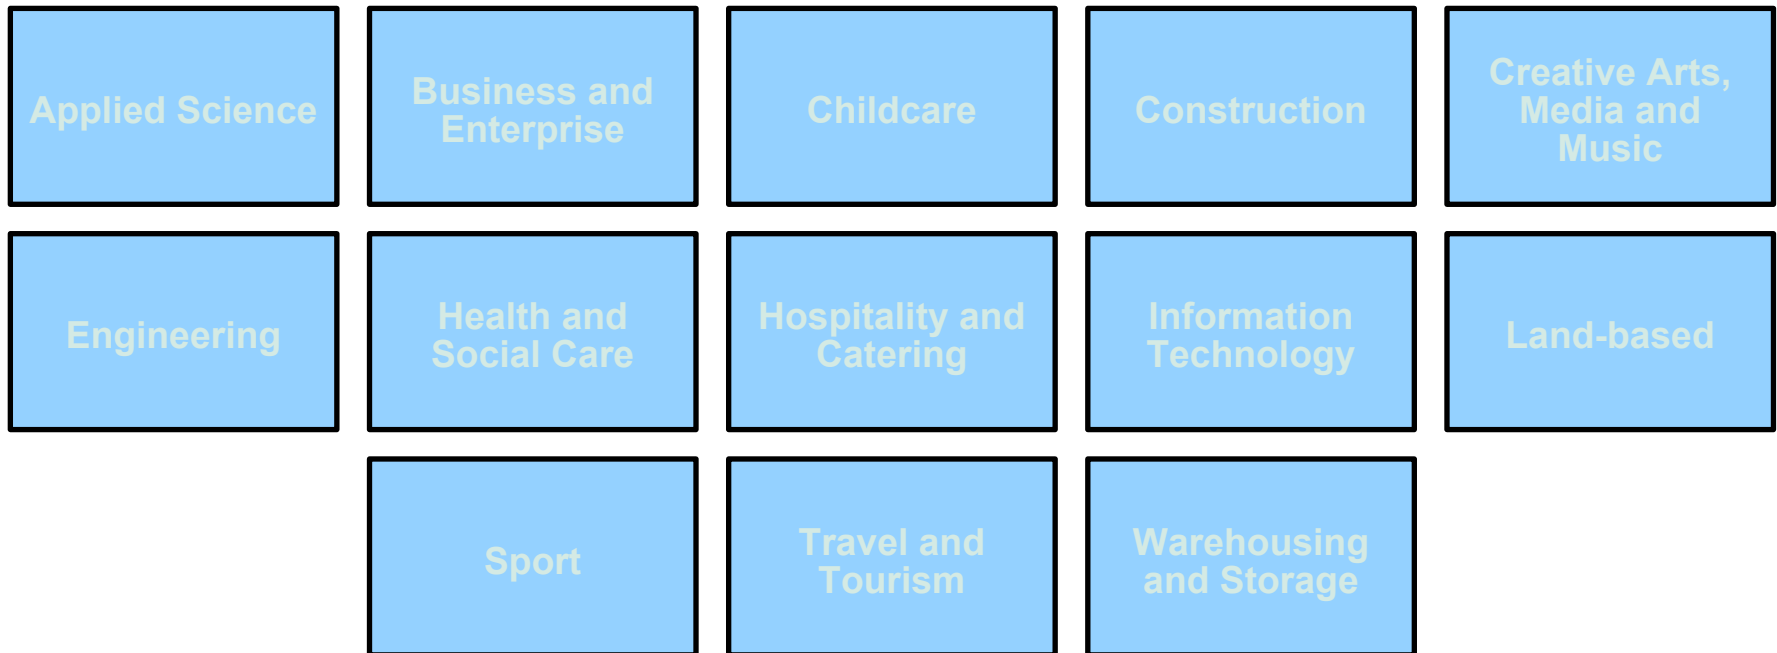 Applied Science
Business and
Enterprise
Childcare
Construction
Creative Arts,
Media and
Music
Engineering
Health and
Social Care
Hospitality and
Catering
Information
Technology
Land-based
Sport
Travel and
Tourism
Warehousing
and Storage